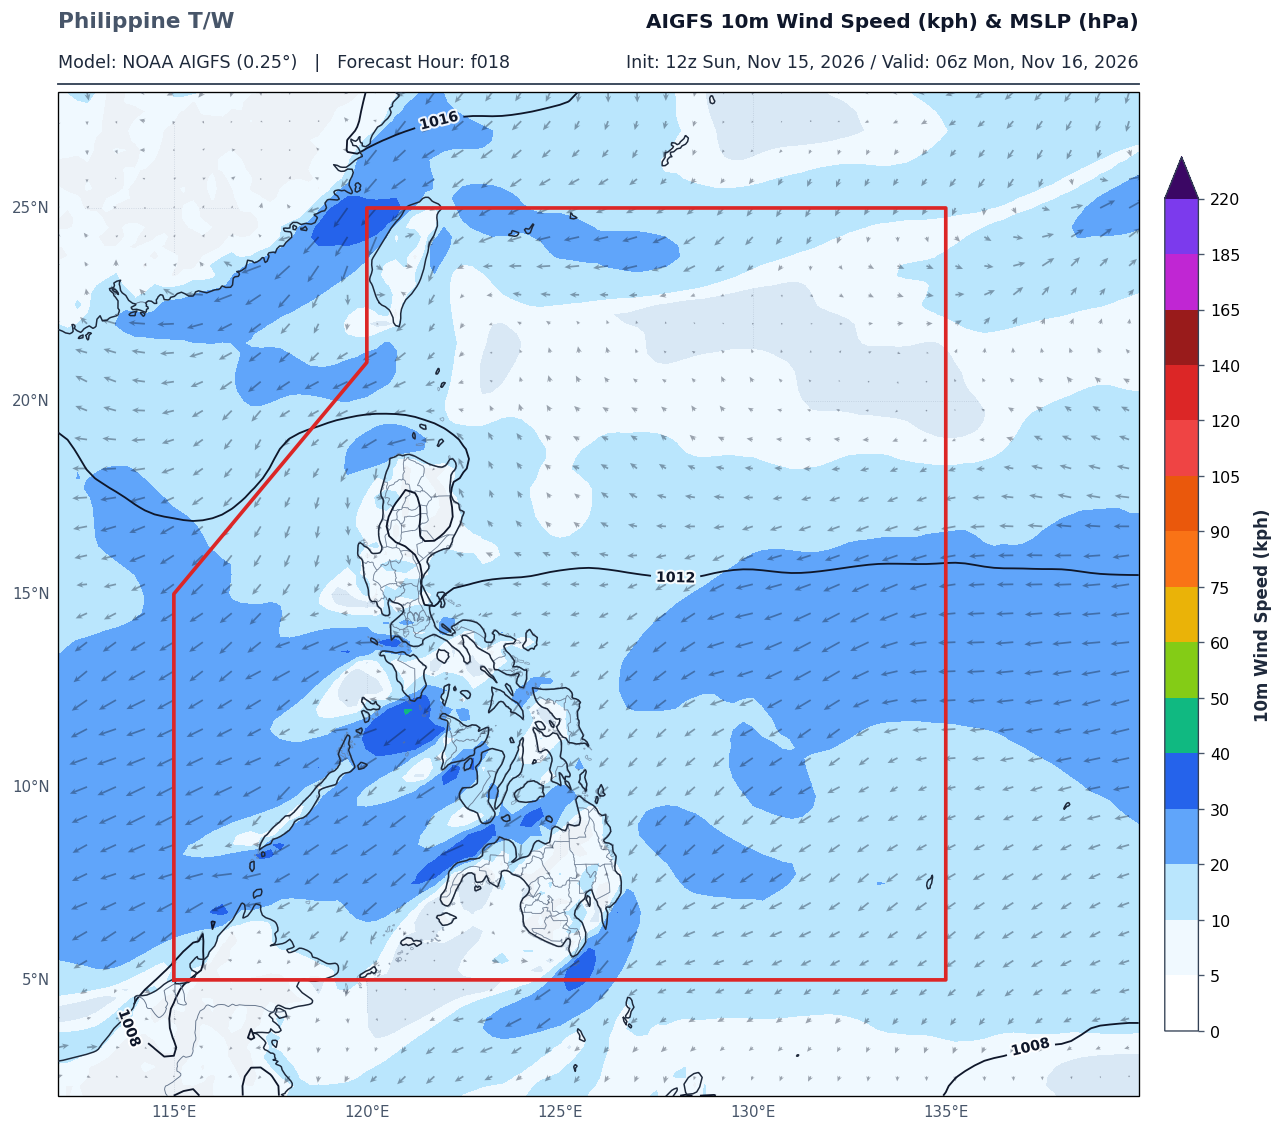 Philippine T/W
AIGFS 10m Wind Speed (kph) & MSLP (hPa)
Model: NOAA AIGFS (0.25°)   |   Forecast Hour: f018
Init: 12z Sun, Nov 15, 2026 / Valid: 06z Mon, Nov 16, 2026
1016
25°N
20°N
1012
15°N
10°N
5°N
1008
1008
115°E
120°E
125°E
130°E
135°E
220
185
165
140
120
105
90
75
60
50
40
30
20
10
5
0
10m Wind Speed (kph)